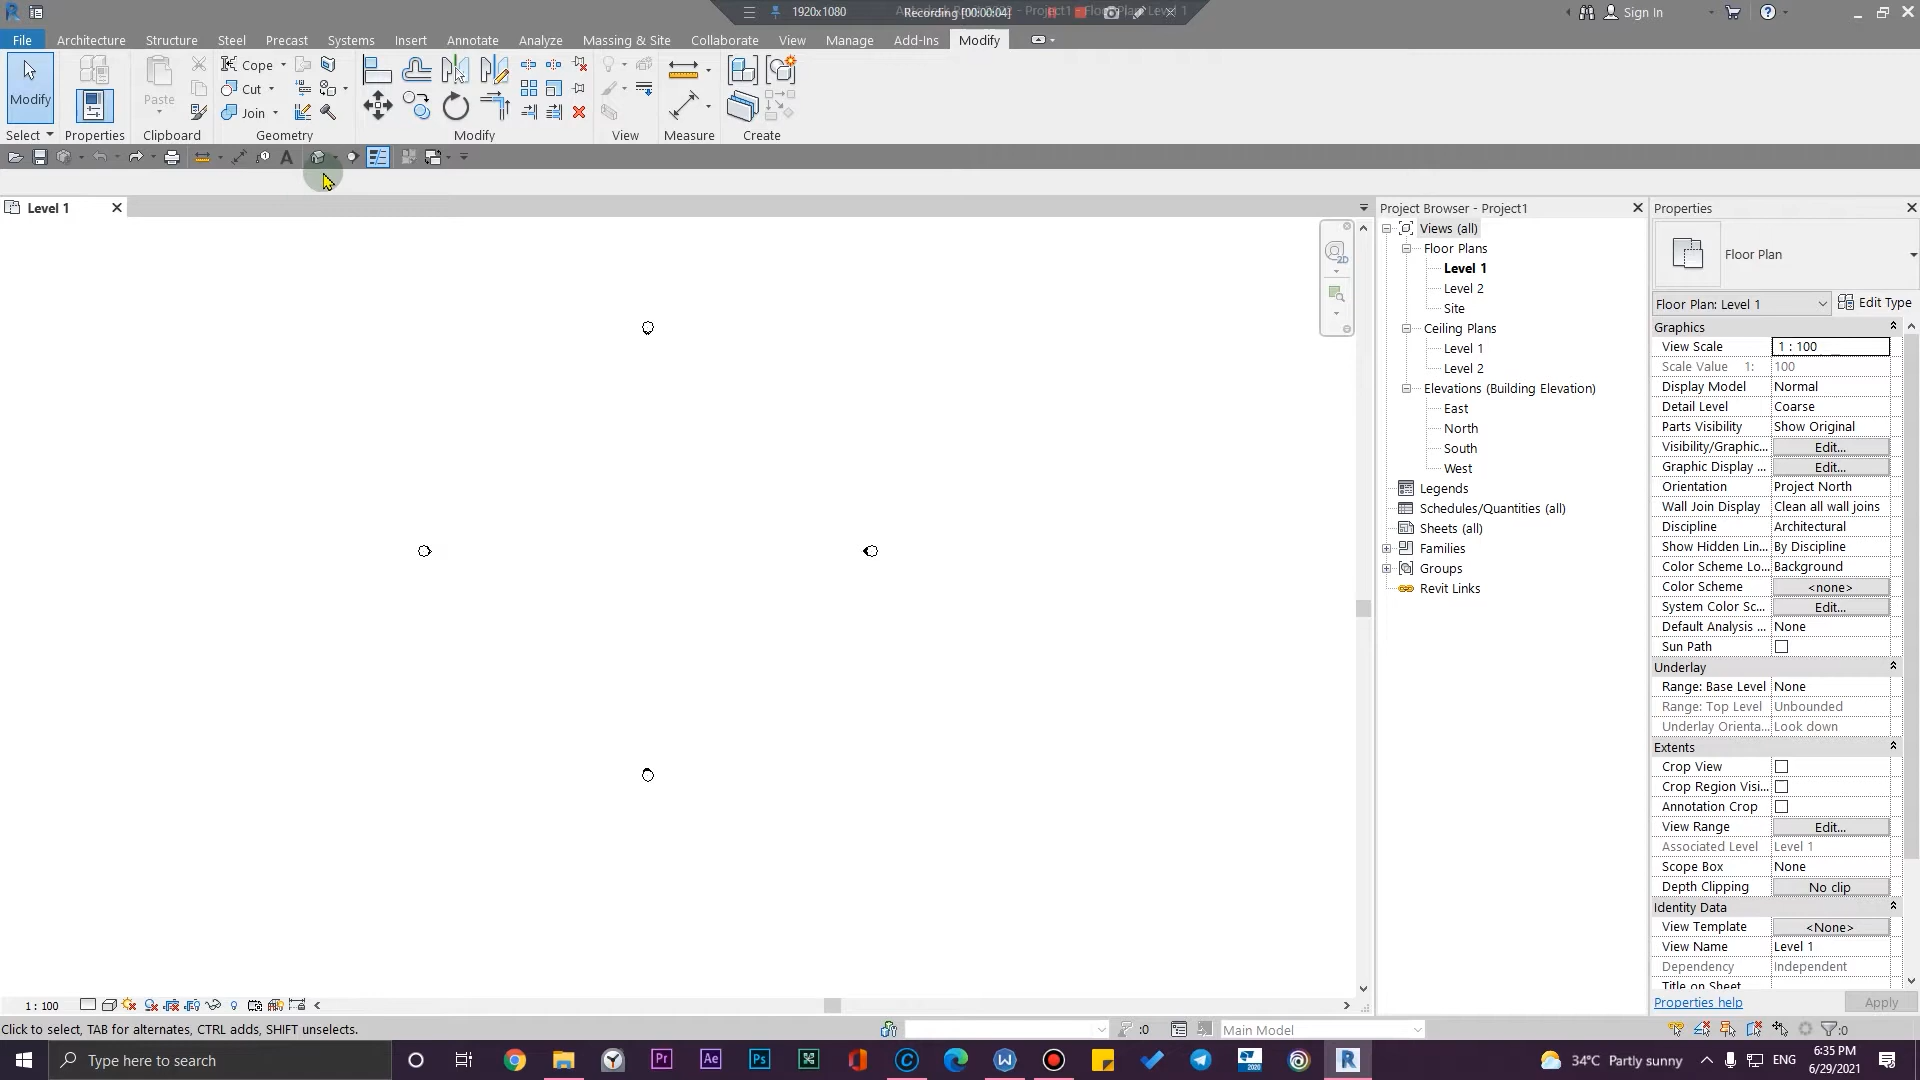 1920x1080
Recording [00:00:04]
Sign In
File
Architecture
Structure
Steel
Precast
Systems
Insert
Annotate
Analyze
Massing & Site
Collaborate
View
Manage
Add-Ins
Modify
Modify
Paste
Cope
Cut
Join
Select
Properties
Clipboard
Geometry
Modify
View
Measure
Create
Level 1
Project Browser - Project1
Views (all)
Floor Plans
Level 1
Level 2
Site
Ceiling Plans
Level 1
Level 2
Elevations (Building Elevation)
East
North
South
West
Legends
Schedules/Quantities (all)
Sheets (all)
Families
Groups
Revit Links
Properties
Floor Plan
Floor Plan: Level 1
Edit Type
Graphics
View Scale 1 : 100
Scale Value 1: 100
Display Model Normal
Detail Level Coarse
Parts Visibility Show Original
Visibility/Graphic... Edit...
Graphic Display ... Edit...
Orientation Project North
Wall Join Display Clean all wall joins
Discipline Architectural
Show Hidden Lin... By Discipline
Color Scheme Lo... Background
Color Scheme <none>
System Color Sc... Edit...
Default Analysis ... None
Sun Path
Underlay
Range: Base Level None
Range: Top Level Unbounded
Underlay Orienta... Look down
Extents
Crop View
Crop Region Visi...
Annotation Crop
View Range Edit...
Associated Level Level 1
Scope Box None
Depth Clipping No clip
Identity Data
View Template <None>
View Name Level 1
Dependency Independent
Title on Sheet
Properties help
Apply
1 : 100
Click to select, TAB for alternates, CTRL adds, SHIFT unselects.
:0
Main Model
:0
Type here to search
34°C Partly sunny
ENG
6:35 PM
6/29/2021